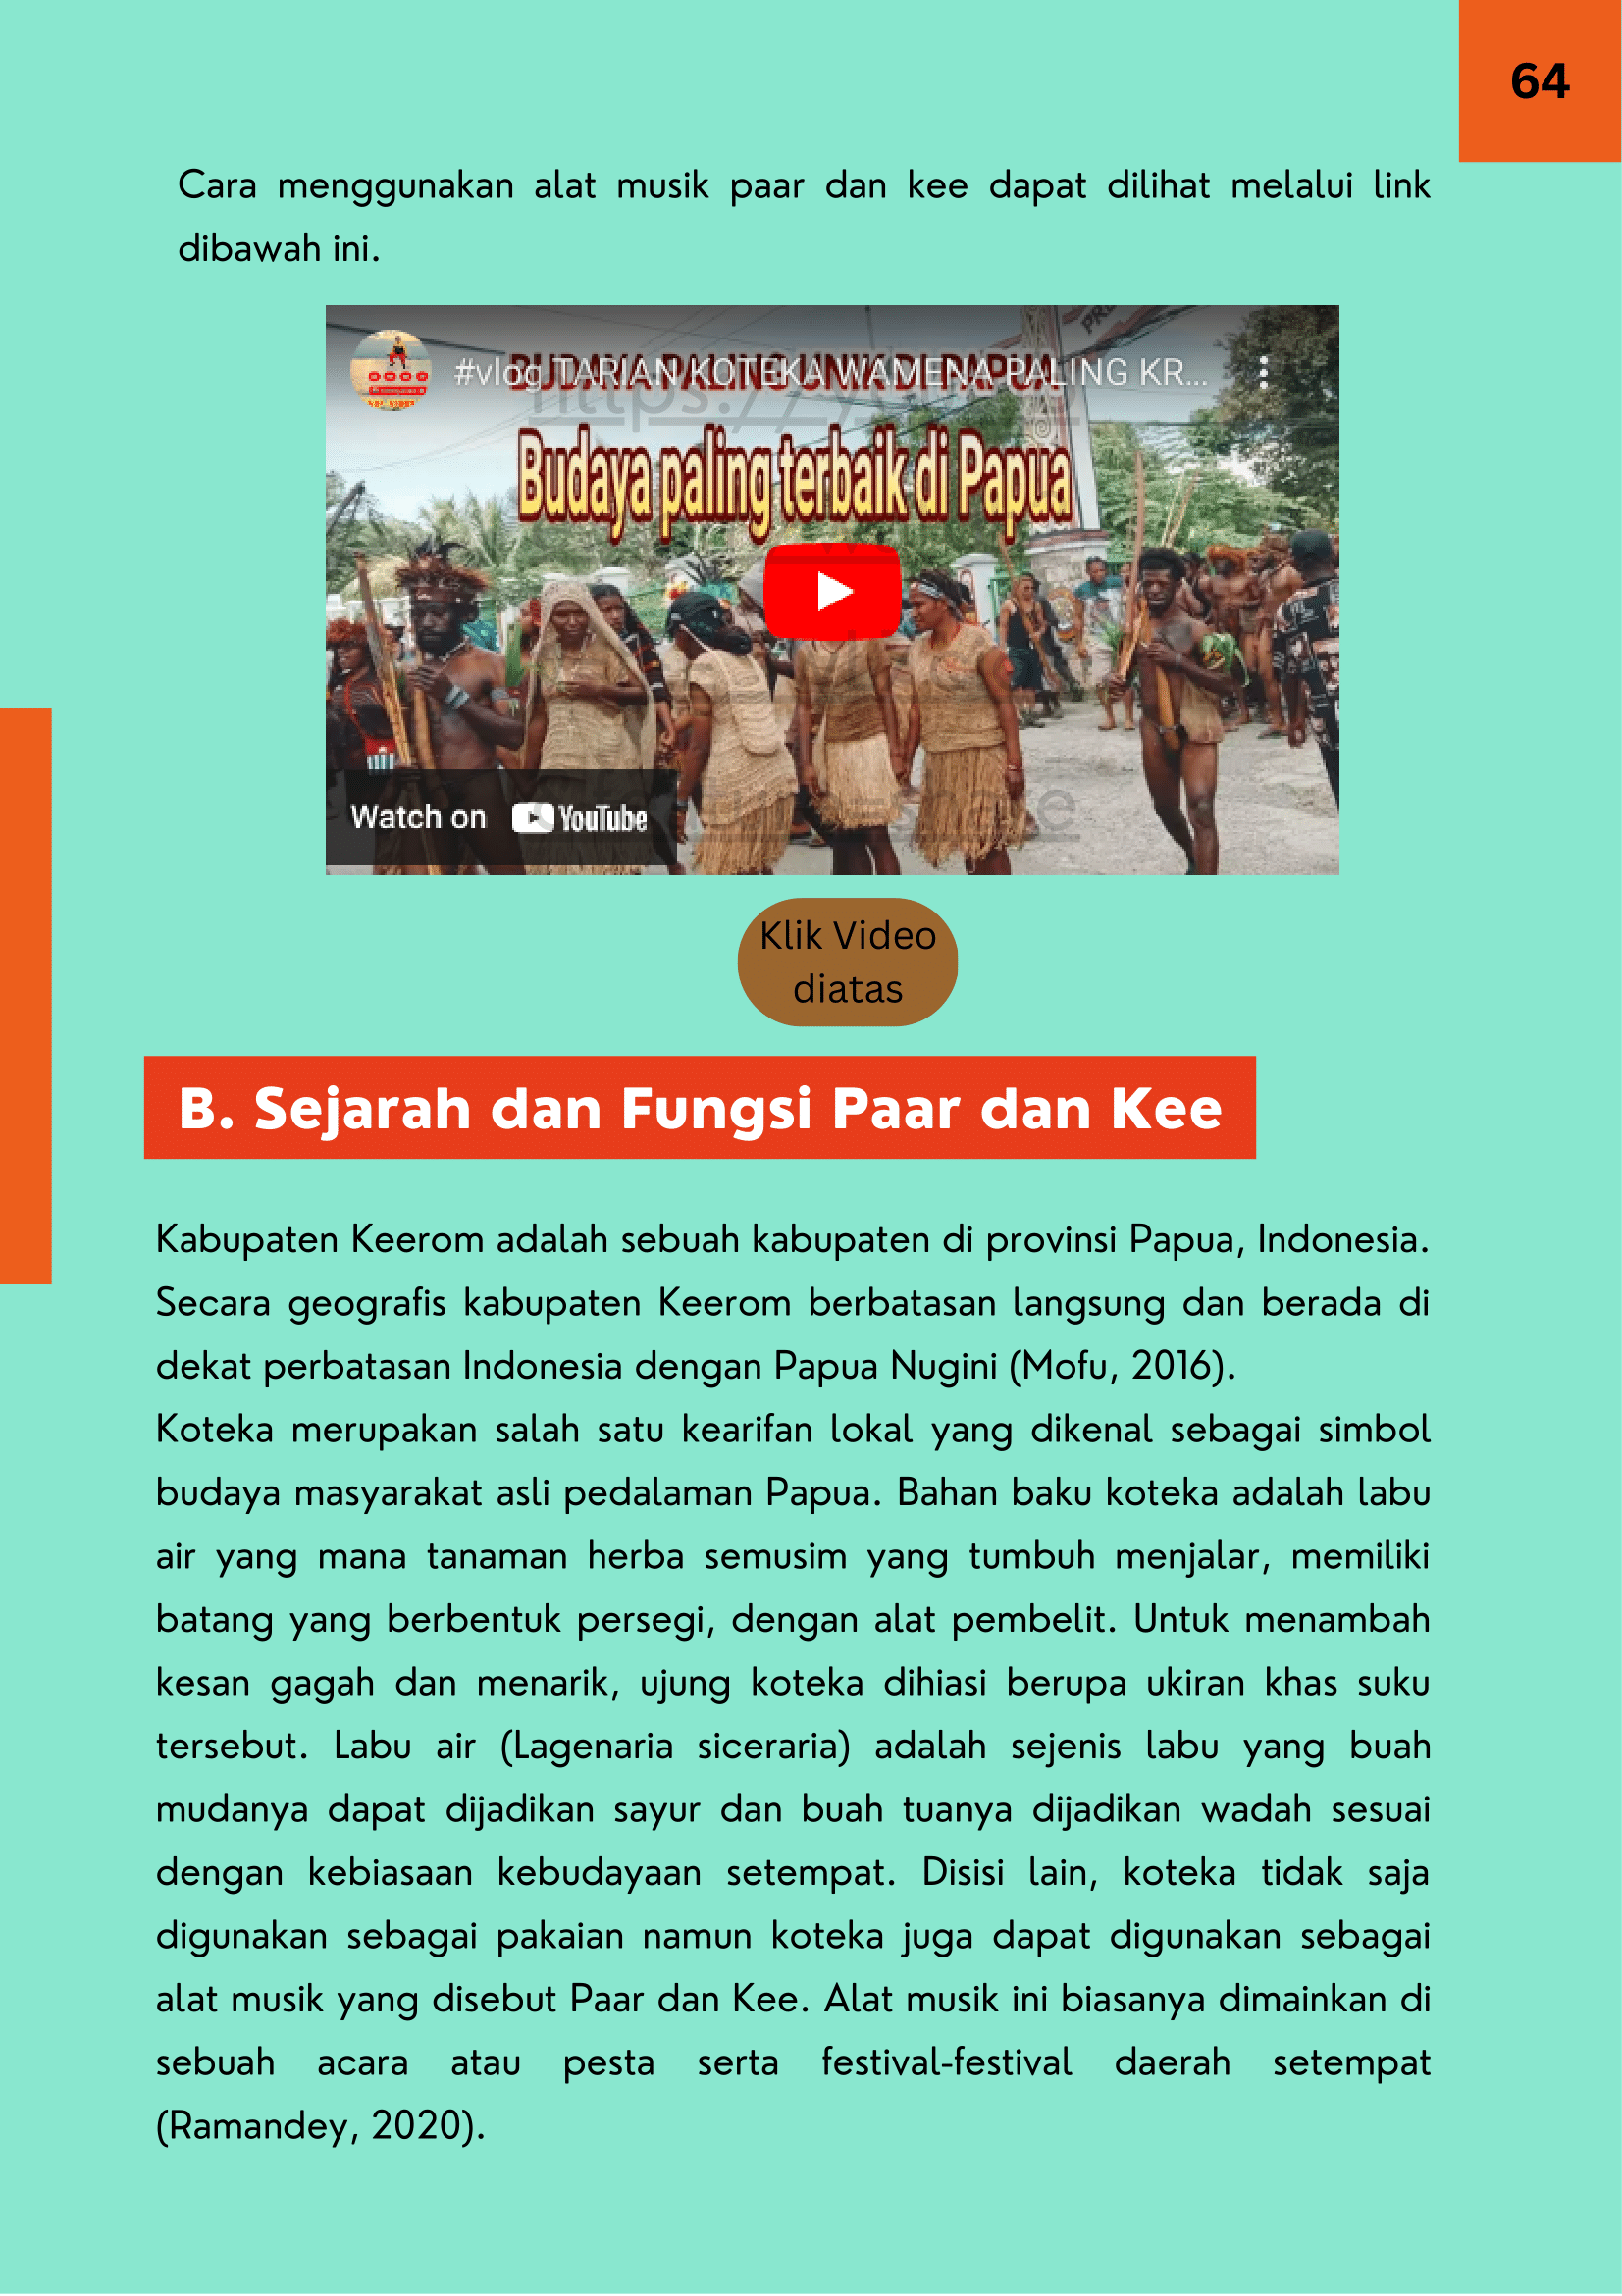 64
Cara menggunakan alat musik paar dan kee dapat dilihat melalui link
dibawah ini.
#vlog TARIAN KOTEKA WAMENA PALING KR...
BUDAYA PALING UNIK DI PAPUA
https://y
Budaya paling terbaik di Papua
Watch on YouTube
Klik Video
diatas
B. Sejarah dan Fungsi Paar dan Kee
Kabupaten Keerom adalah sebuah kabupaten di provinsi Papua, Indonesia.
Secara geografis kabupaten Keerom berbatasan langsung dan berada di
dekat perbatasan Indonesia dengan Papua Nugini (Mofu, 2016).
Koteka merupakan salah satu kearifan lokal yang dikenal sebagai simbol
budaya masyarakat asli pedalaman Papua. Bahan baku koteka adalah labu
air yang mana tanaman herba semusim yang tumbuh menjalar, memiliki
batang yang berbentuk persegi, dengan alat pembelit. Untuk menambah
kesan gagah dan menarik, ujung koteka dihiasi berupa ukiran khas suku
tersebut. Labu air (Lagenaria siceraria) adalah sejenis labu yang buah
mudanya dapat dijadikan sayur dan buah tuanya dijadikan wadah sesuai
dengan kebiasaan kebudayaan setempat. Disisi lain, koteka tidak saja
digunakan sebagai pakaian namun koteka juga dapat digunakan sebagai
alat musik yang disebut Paar dan Kee. Alat musik ini biasanya dimainkan di
sebuah acara atau pesta serta festival-festival daerah setempat
(Ramandey, 2020).